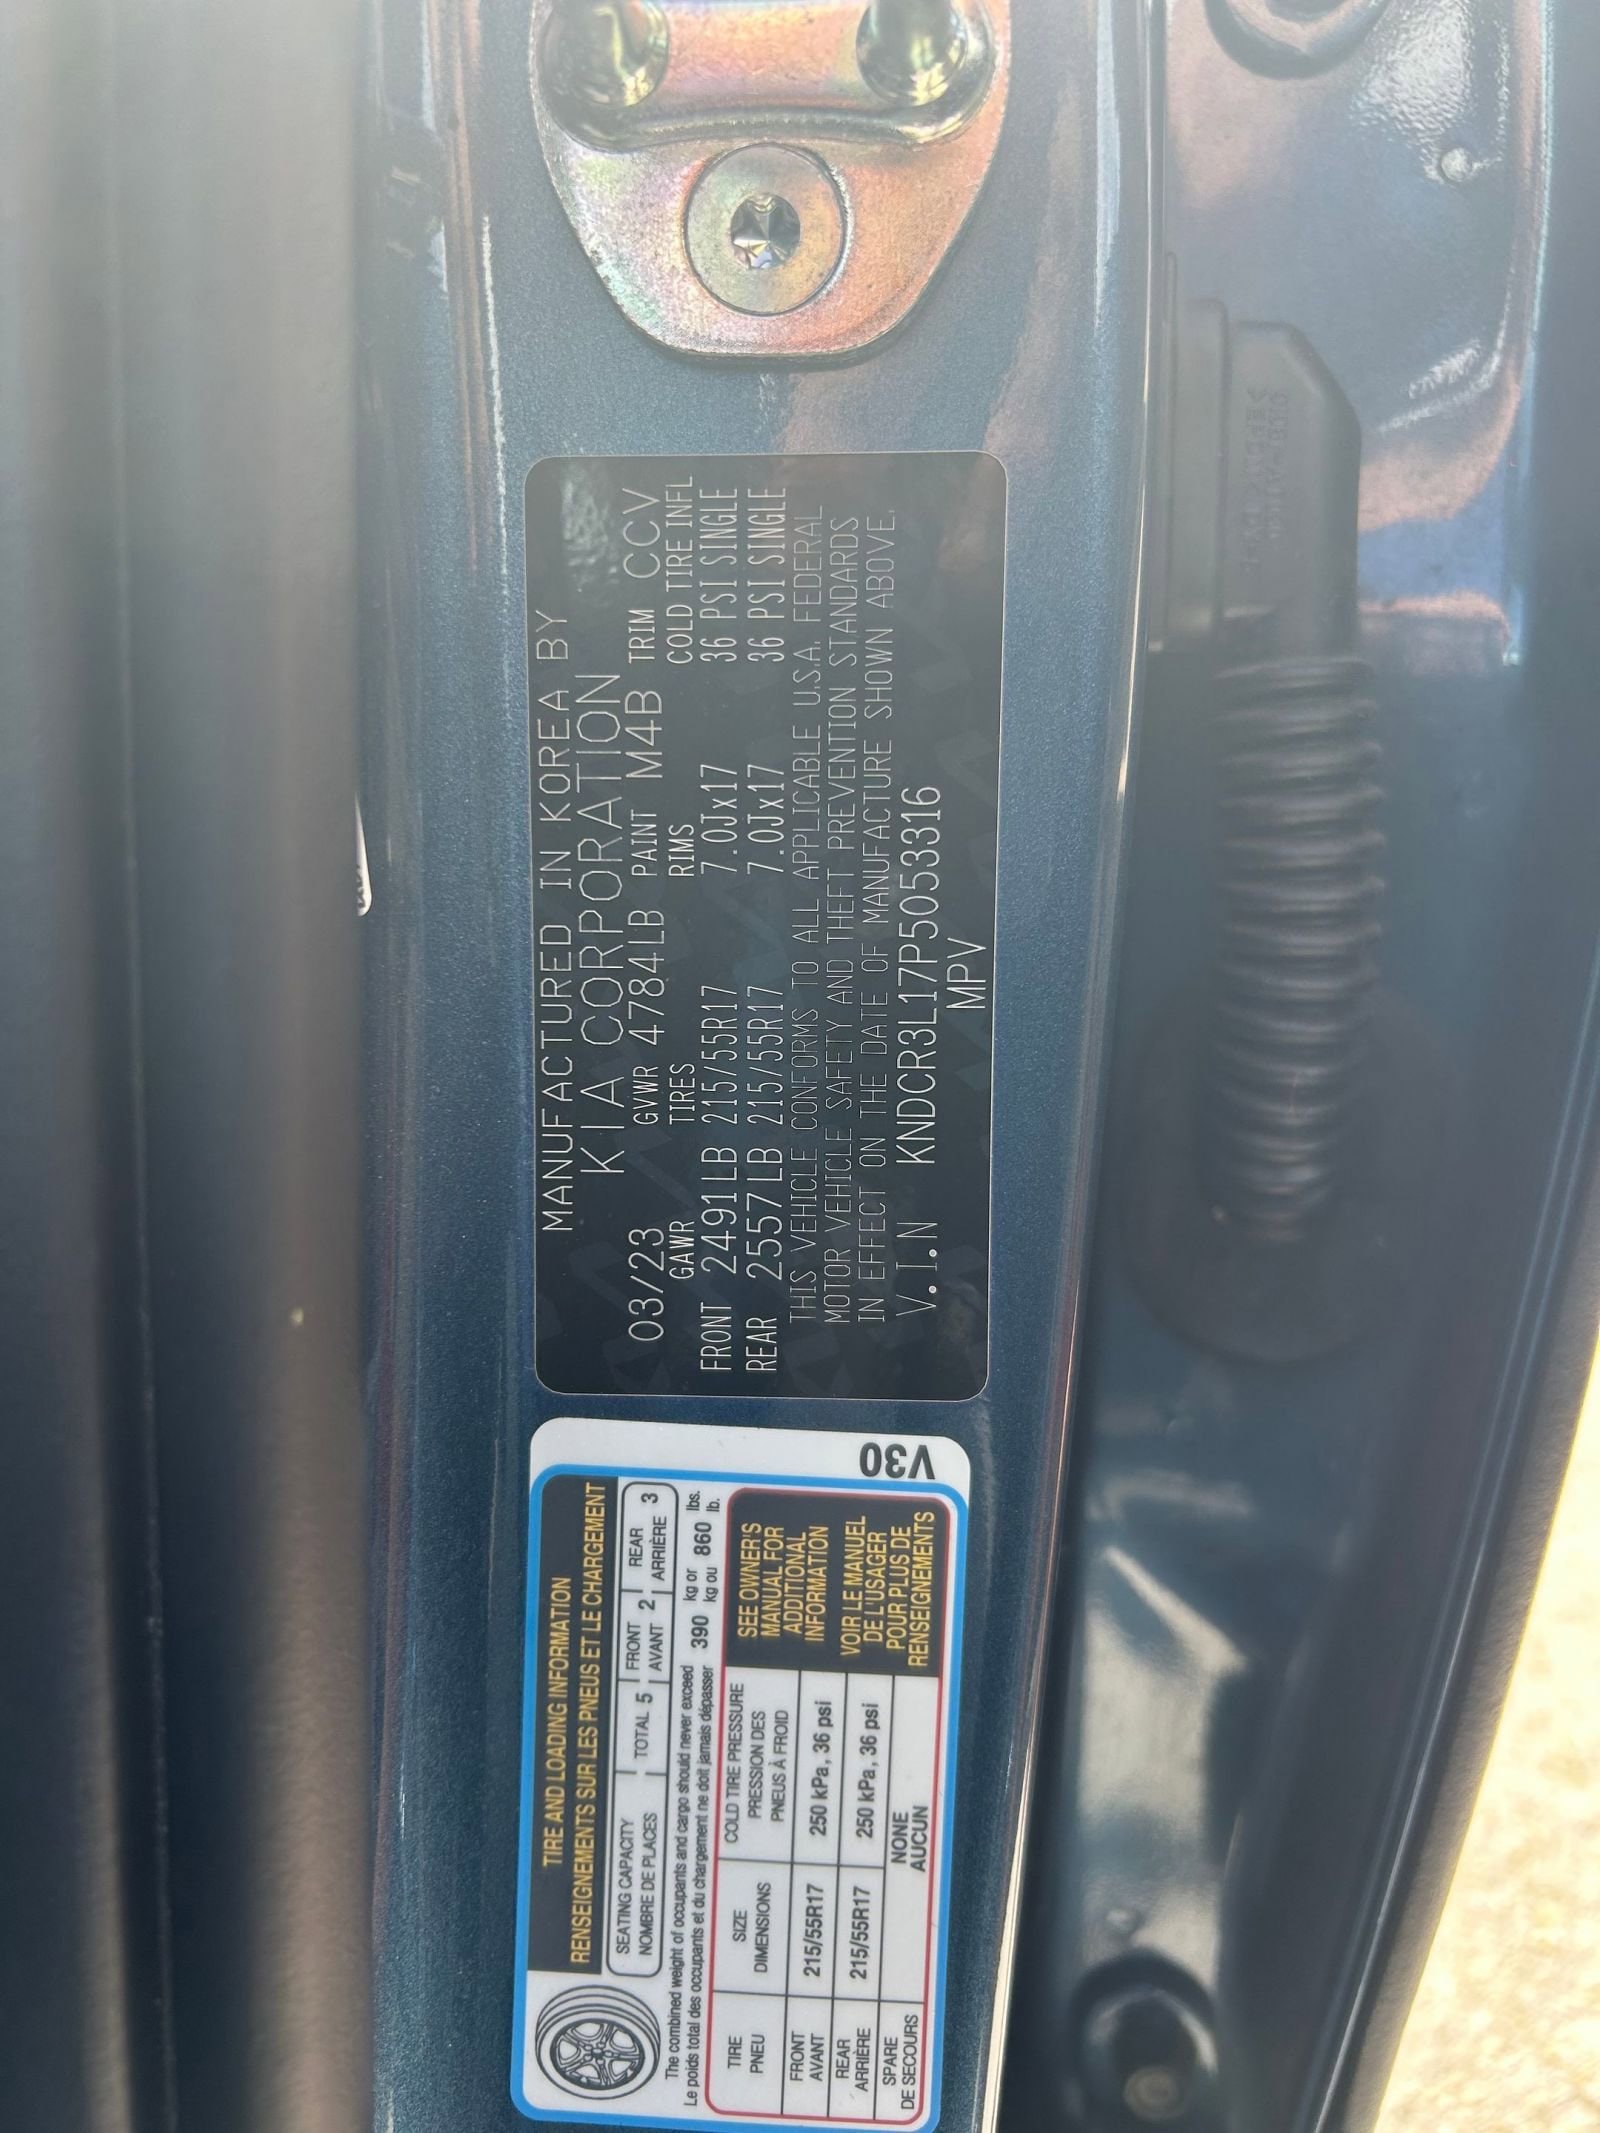 MANUFACTURED IN KOREA BY
KIA CORPORATION
03/23 GVWR 4784LB PAINT M4B TRIM CCV
GAWR TIRES RIMS COLD TIRE INFL
FRONT 2491LB 215/55R17 7.0Jx17 36 PSI SINGLE
REAR 2557LB 215/55R17 7.0Jx17 36 PSI SINGLE
THIS VEHICLE CONFORMS TO ALL APPLICABLE U.S.A. FEDERAL
MOTOR VEHICLE SAFETY AND THEFT PREVENTION STANDARDS
IN EFFECT ON THE DATE OF MANUFACTURE SHOWN ABOVE.
V.I.N KNDCR3L17P5053316
MPV
V30
TIRE AND LOADING INFORMATION
RENSEIGNEMENTS SUR LES PNEUS ET LE CHARGEMENT
SEATING CAPACITY
NOMBRE DE PLACES
TOTAL 5
FRONT
AVANT 2
REAR
ARRIÈRE 3
The combined weight of occupants and cargo should never exceed 390 kg or 860 lbs.
Le poids total des occupants et du chargement ne doit jamais dépasser kg ou lb.
TIRE
PNEU
SIZE
DIMENSIONS
COLD TIRE PRESSURE
PRESSION DES
PNEUS À FROID
FRONT
AVANT
215/55R17
250 kPa, 36 psi
REAR
ARRIÈRE
215/55R17
250 kPa, 36 psi
SPARE
DE SECOURS
NONE
AUCUN
SEE OWNER'S
MANUAL FOR
ADDITIONAL
INFORMATION
VOIR LE MANUEL
DE L'USAGER
POUR PLUS DE
RENSEIGNEMENTS